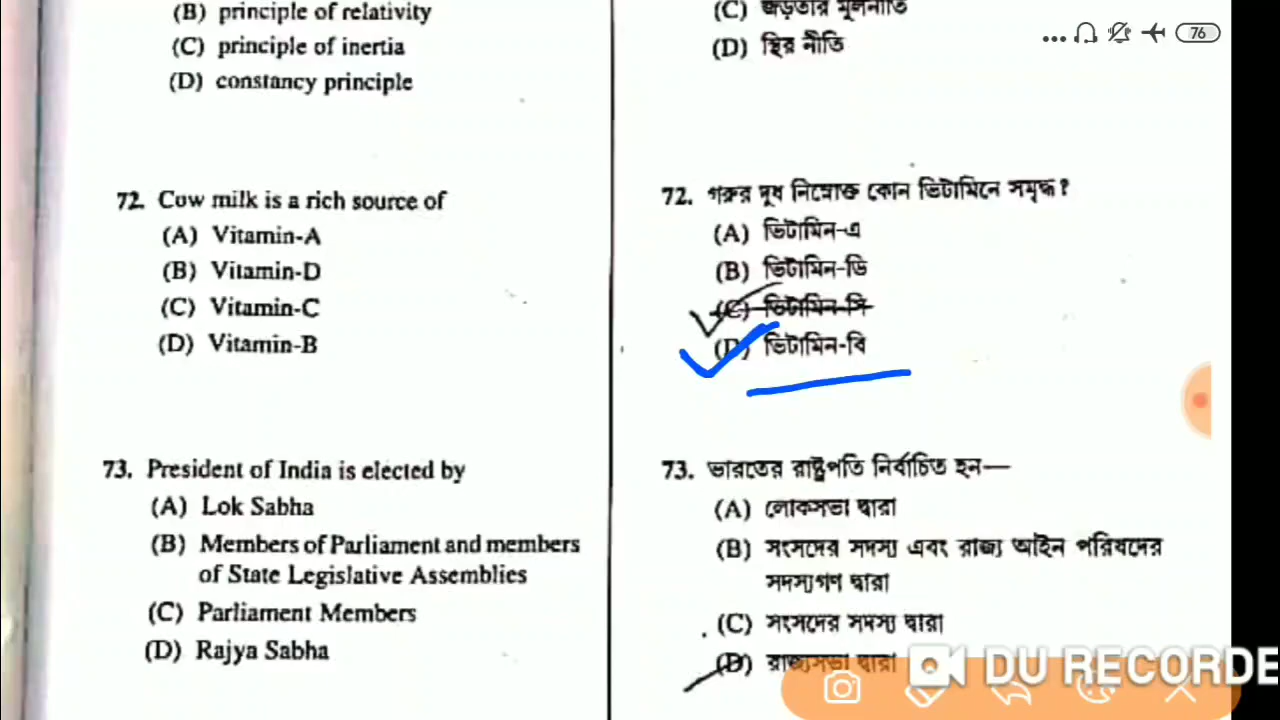 (B) principle of relativity
(C) principle of inertia
(D) constancy principle
72. Cow milk is a rich source of
(A) Vitamin-A
(B) Vitamin-D
(C) Vitamin-C
(D) Vitamin-B
73. President of India is elected by
(A) Lok Sabha
(B) Members of Parliament and members
of State Legislative Assemblies
(C) Parliament Members
(D) Rajya Sabha
(C) জড়তার মূলনীতি
(D) স্থির নীতি
72. গরুর দুধ নিম্নোক্ত কোন ভিটামিনে সমৃদ্ধ?
(A) ভিটামিন-এ
(B) ভিটামিন-ডি
(C) ভিটামিন-সি
(D) ভিটামিন-বি
73. ভারতের রাষ্ট্রপতি নির্বাচিত হন—
(A) লোকসভা দ্বারা
(B) সংসদের সদস্য এবং রাজ্য আইন পরিষদের
সদস্যগণ দ্বারা
(C) সংসদের সদস্য দ্বারা
(D) রাজ্যসভা দ্বারা
76
DU RECORDE